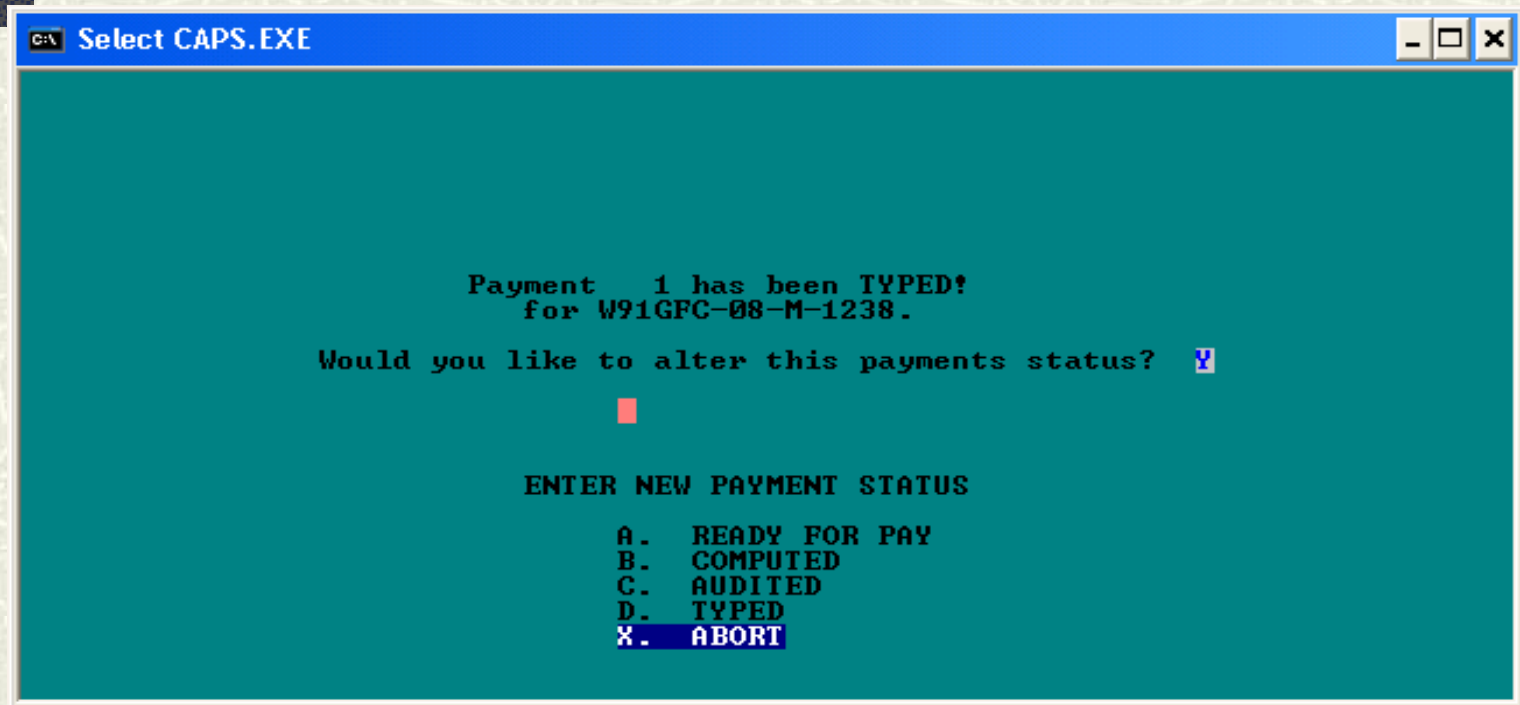 Select CAPS.EXE
Payment 1 has been TYPED!
for W91GFC-08-M-1238.
Would you like to alter this payments status? Y
ENTER NEW PAYMENT STATUS
A. READY FOR PAY
B. COMPUTED
C. AUDITED
D. TYPED
X. ABORT